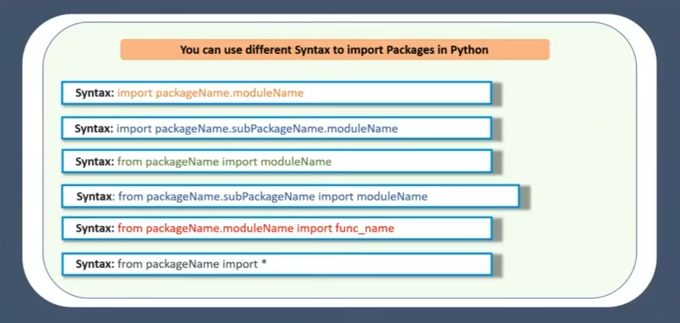 You can use different Syntax to import Packages in Python
Syntax: import packageName.moduleName
Syntax: import packageName.subPackageName.moduleName
Syntax: from packageName import moduleName
Syntax: from packageName.subPackageName import moduleName
Syntax: from packageName.moduleName import func_name
Syntax: from packageName import *